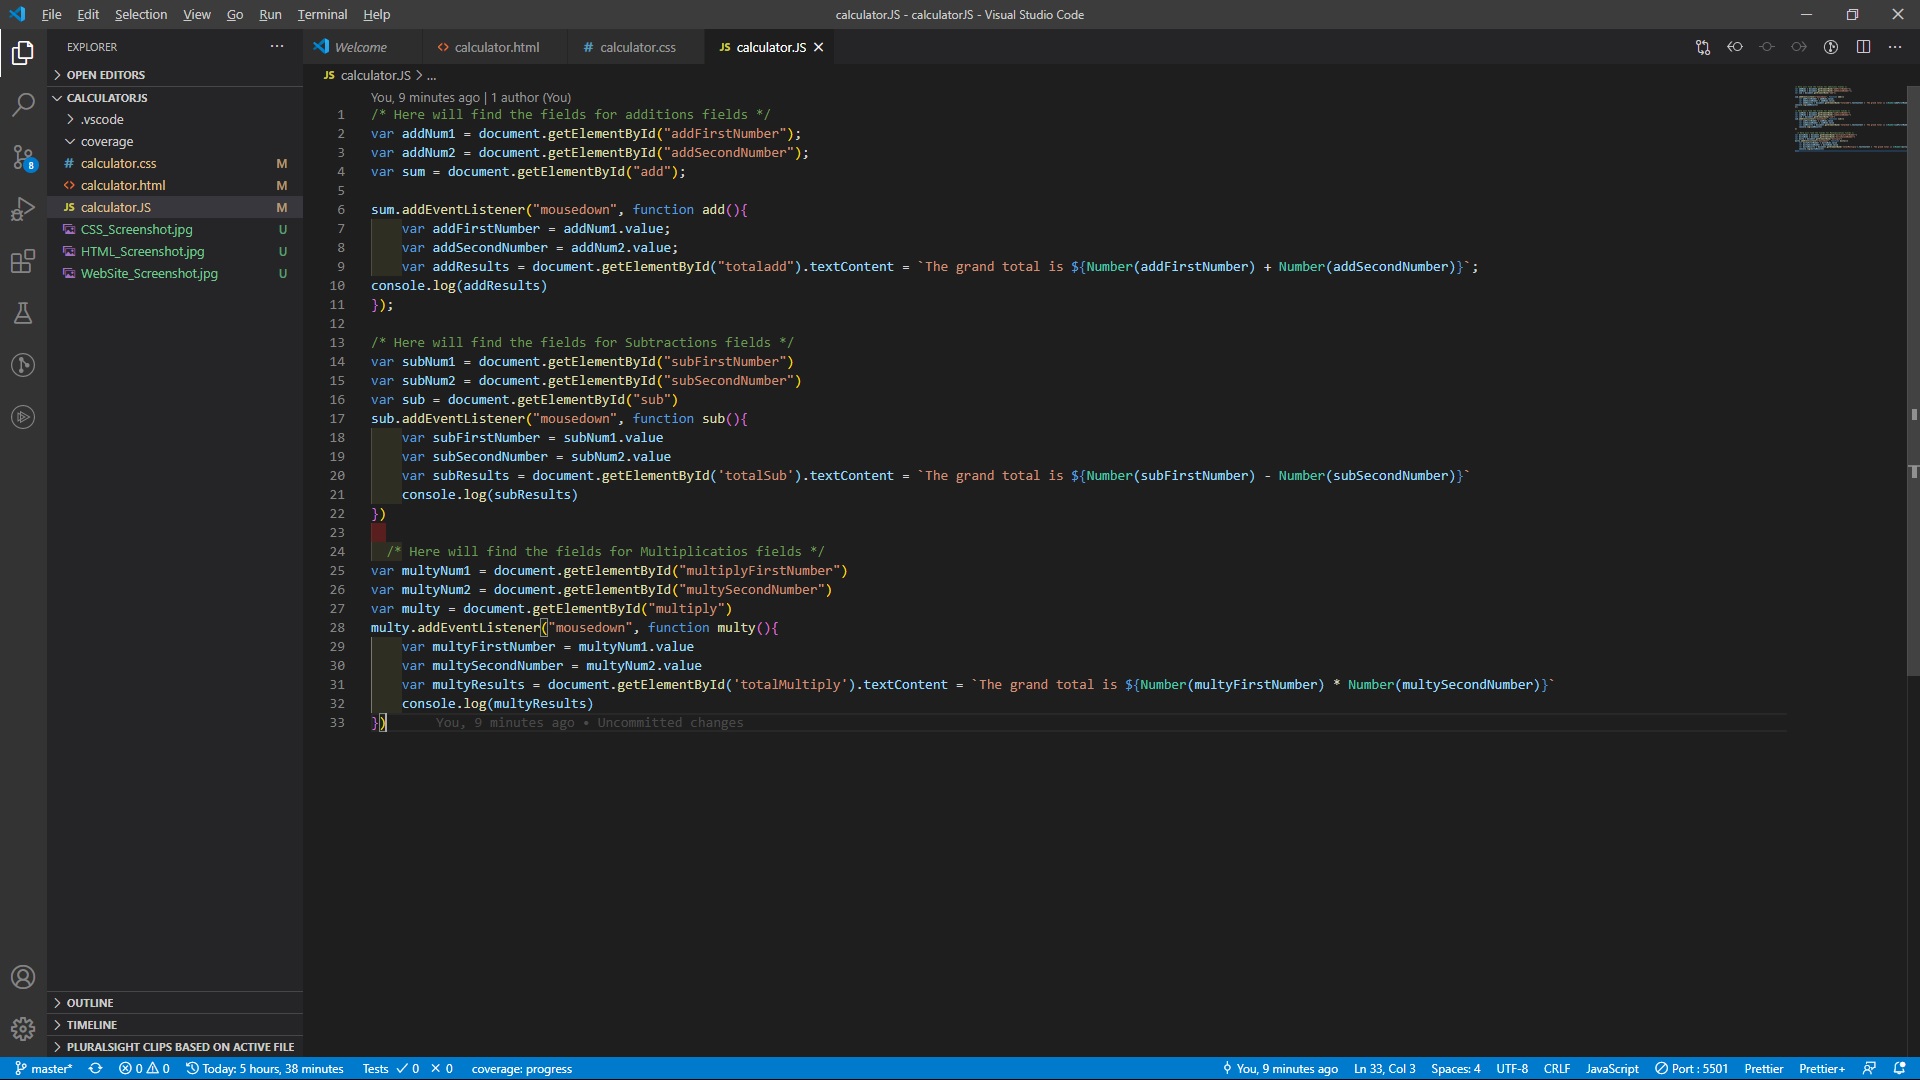 File Edit Selection View Go Run Terminal Help calculator.JS - calculatorJS - Visual Studio Code
EXPLORER
Welcome calculator.html calculator.css calculator.JS
calculator.JS > ...
OPEN EDITORS
CALCULATORJS
.vscode
coverage
calculator.css M
calculator.html M
calculator.JS M
CSS_Screenshot.jpg U
HTML_Screenshot.jpg U
WebSite_Screenshot.jpg U
8
You, 9 minutes ago | 1 author (You)
1 /* Here will find the fields for additions fields */
2 var addNum1 = document.getElementById("addFirstNumber");
3 var addNum2 = document.getElementById("addSecondNumber");
4 var sum = document.getElementById("add");
5
6 sum.addEventListener("mousedown", function add(){
7 var addFirstNumber = addNum1.value;
8 var addSecondNumber = addNum2.value;
9 var addResults = document.getElementById("totaladd").textContent = `The grand total is ${Number(addFirstNumber) + Number(addSecondNumber)}`;
10 console.log(addResults)
11 });
12
13 /* Here will find the fields for Subtractions fields */
14 var subNum1 = document.getElementById("subFirstNumber")
15 var subNum2 = document.getElementById("subSecondNumber")
16 var sub = document.getElementById("sub")
17 sub.addEventListener("mousedown", function sub(){
18 var subFirstNumber = subNum1.value
19 var subSecondNumber = subNum2.value
20 var subResults = document.getElementById('totalSub').textContent = `The grand total is ${Number(subFirstNumber) - Number(subSecondNumber)}`
21 console.log(subResults)
22 })
23
24 /* Here will find the fields for Multiplicatios fields */
25 var multyNum1 = document.getElementById("multiplyFirstNumber")
26 var multyNum2 = document.getElementById("multySecondNumber")
27 var multy = document.getElementById("multiply")
28 multy.addEventListener("mousedown", function multy(){
29 var multyFirstNumber = multyNum1.value
30 var multySecondNumber = multyNum2.value
31 var multyResults = document.getElementById('totalMultiply').textContent = `The grand total is ${Number(multyFirstNumber) * Number(multySecondNumber)}`
32 console.log(multyResults)
33 }) You, 9 minutes ago • Uncommitted changes
OUTLINE
TIMELINE
PLURALSIGHT CLIPS BASED ON ACTIVE FILE
master* 0 0 Today: 5 hours, 38 minutes Tests 0 0 coverage: progress You, 9 minutes ago Ln 33, Col 3 Spaces: 4 UTF-8 CRLF JavaScript Port : 5501 Prettier Prettier+